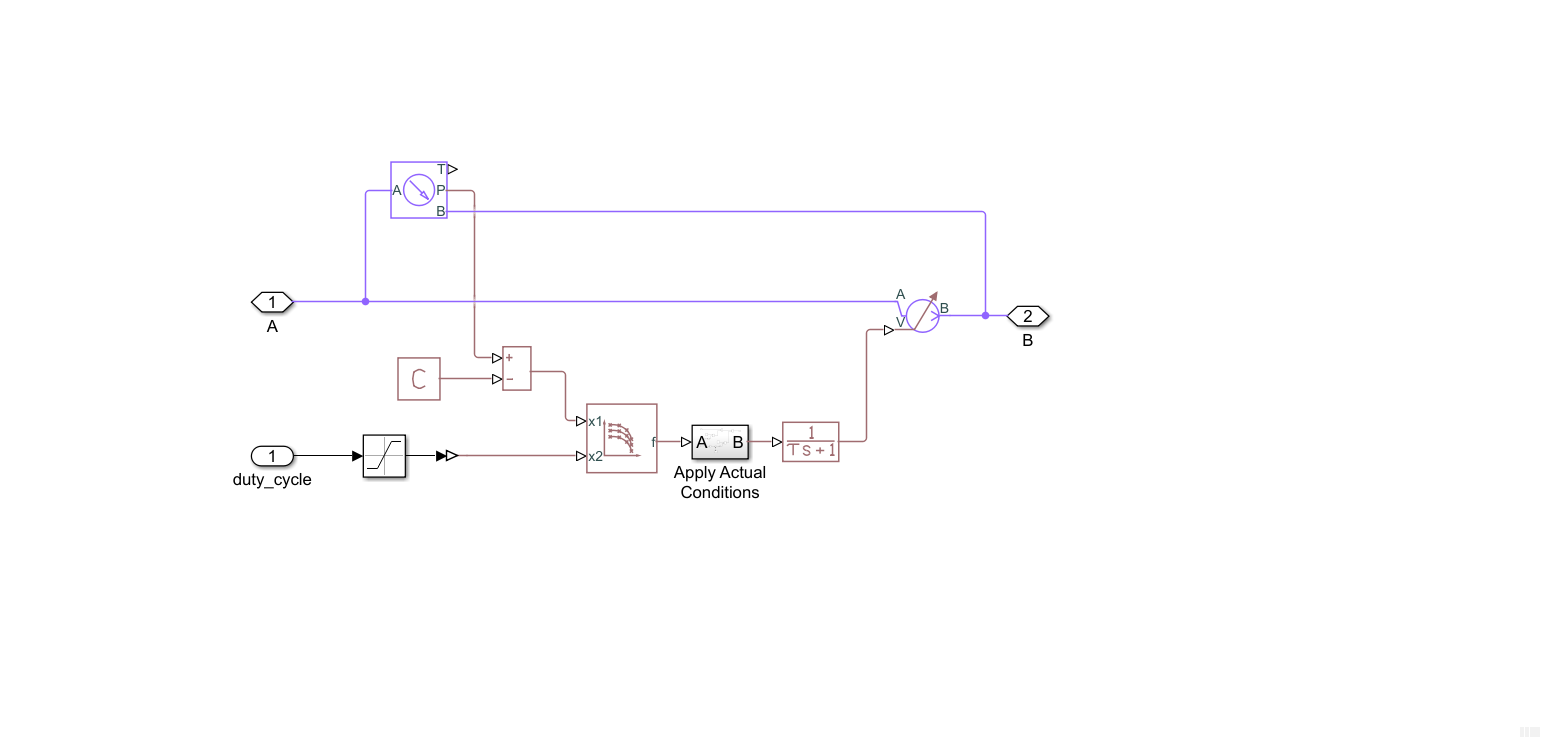 T
A P
B
1
A
A
B
V
2
B
+
C
−
x1
f
x2
1
duty_cycle
A B
Apply Actual
Conditions
1
Ts+1